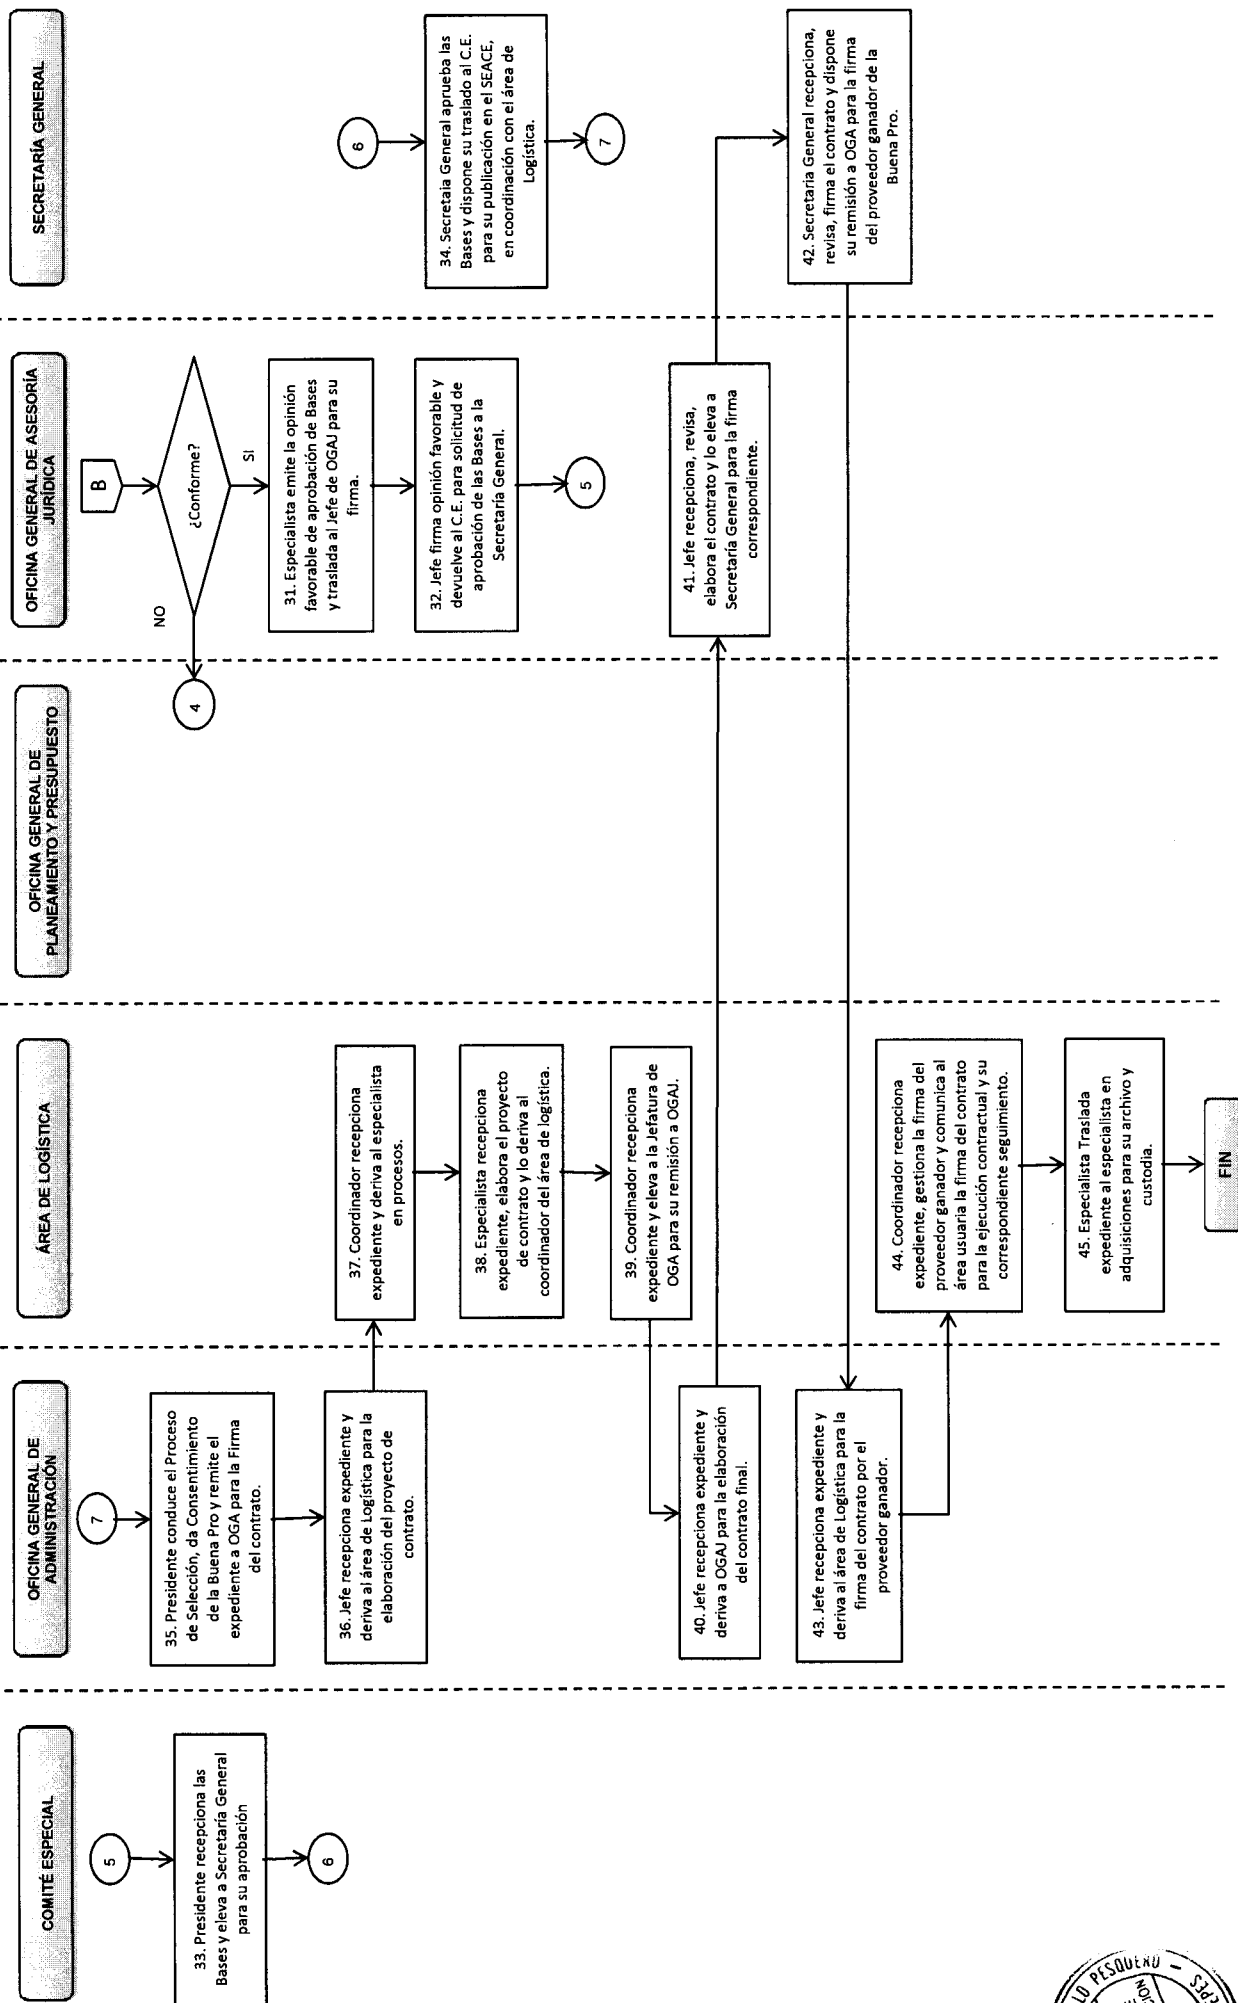 COMITÉ ESPECIAL
5
33. Presidente recepciona las
Bases y eleva a Secretaría General
para su aprobación
6
OFICINA GENERAL DE
ADMINISTRACIÓN
7
35. Presidente conduce el Proceso
de Selección, da Consentimiento
de la Buena Pro y remite el
expediente a OGA para la Firma
del contrato.
36. Jefe recepciona expediente y
deriva al área de Logística para la
elaboración del proyecto de
contrato.
40. Jefe recepciona expediente y
deriva a OGAJ para la elaboración
del contrato final.
43. Jefe recepciona expediente y
deriva al área de Logística para la
firma del contrato por el
proveedor ganador.
ÁREA DE LOGÍSTICA
37. Coordinador recepciona
expediente y deriva al especialista
en procesos.
38. Especialista recepciona
expediente, elabora el proyecto
de contrato y lo deriva al
coordinador del área de logística.
39. Coordinador recepciona
expediente y eleva a la Jefatura de
OGA para su remisión a OGAJ.
44. Coordinador recepciona
expediente, gestiona la firma del
proveedor ganador y comunica al
área usuaria la firma del contrato
para la ejecución contractual y su
correspondiente seguimiento.
45. Especialista Traslada
expediente al especialista en
adquisiciones para su archivo y
custodia.
FIN
OFICINA GENERAL DE
PLANEAMIENTO Y PRESUPUESTO
4
OFICINA GENERAL DE ASESORÍA
JURÍDICA
B
¿Conforme?
NO
SI
31. Especialista emite la opinión
favorable de aprobación de Bases
y traslada al Jefe de OGAJ para su
firma.
32. Jefe firma opinión favorable y
devuelve al C.E. para solicitud de
aprobación de las Bases a la
Secretaría General.
5
41. Jefe recepciona, revisa,
elabora el contrato y lo eleva a
Secretaría General para la firma
correspondiente.
SECRETARÍA GENERAL
6
34. Secretaia General aprueba las
Bases y dispone su traslado al C.E.
para su publicación en el SEACE,
en coordinación con el área de
Logística.
7
42. Secretaria General recepciona,
revisa, firma el contrato y dispone
su remisión a OGA para la firma
del proveedor ganador de la
Buena Pro.
PESQUERO -